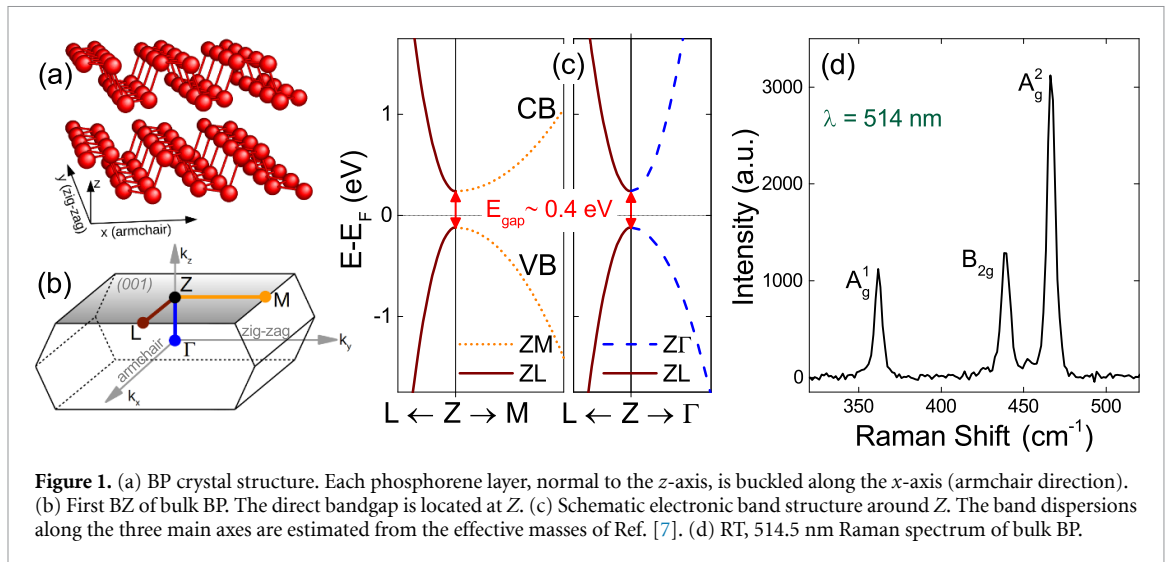 (a)
z
y (zig-zag)
x (armchair)
(b)
k_z
(001)
Z
M
L
Γ
zig-zag
k_y
armchair
k_x
(c)
E-E_F (eV)
1
0
-1
CB
E_gap ~ 0.4 eV
VB
ZM
ZL
ZΓ
ZL
L ← Z → M
L ← Z → Γ
(d)
λ = 514 nm
A_g^1
B_2g
A_g^2
Intensity (a.u.)
3000
2000
1000
0
350
400
450
500
Raman Shift (cm⁻¹)
Figure 1. (a) BP crystal structure. Each phosphorene layer, normal to the z-axis, is buckled along the x-axis (armchair direction).
(b) First BZ of bulk BP. The direct bandgap is located at Z. (c) Schematic electronic band structure around Z. The band dispersions
along the three main axes are estimated from the effective masses of Ref. [7]. (d) RT, 514.5 nm Raman spectrum of bulk BP.